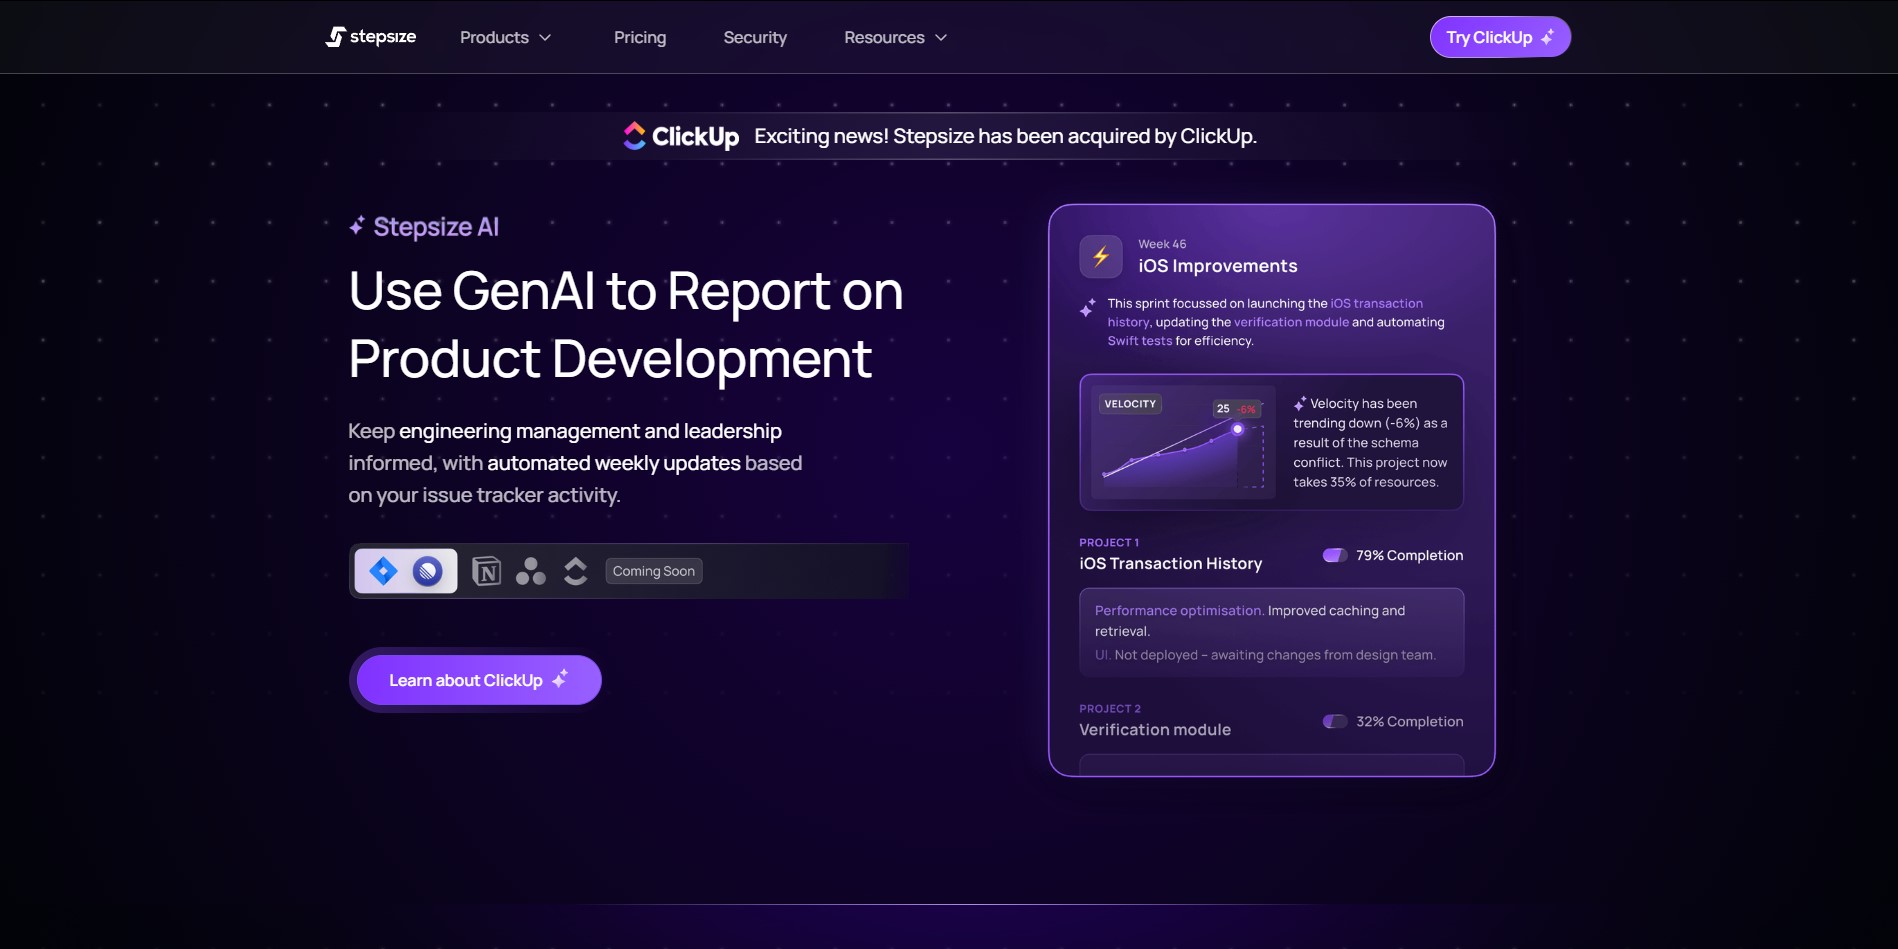 stepsize
Products
Pricing
Security
Resources
Try ClickUp
ClickUp
Exciting news! Stepsize has been acquired by ClickUp.
Stepsize AI
Use GenAI to Report on
Product Development
Keep engineering management and leadership
informed, with automated weekly updates based
on your issue tracker activity.
N
Coming Soon
Learn about ClickUp
Week 46
iOS Improvements
This sprint focussed on launching the iOS transaction
history, updating the verification module and automating
Swift tests for efficiency.
VELOCITY
25 -6%
Velocity has been
trending down (-6%) as a
result of the schema
conflict. This project now
takes 35% of resources.
PROJECT 1
iOS Transaction History
79% Completion
Performance optimisation. Improved caching and
retrieval.
UI. Not deployed – awaiting changes from design team.
PROJECT 2
Verification module
32% Completion